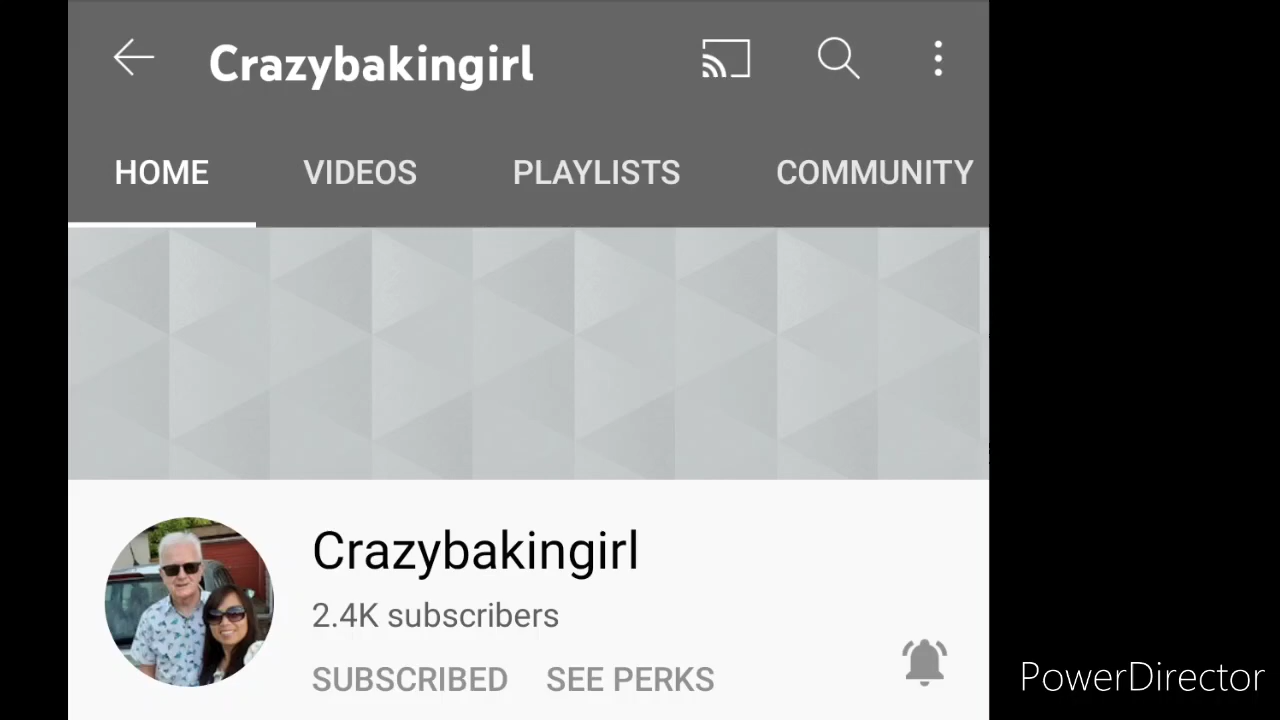 Crazybakingirl
HOME VIDEOS PLAYLISTS COMMUNITY
Crazybakingirl
2.4K subscribers
SUBSCRIBED SEE PERKS
PowerDirector